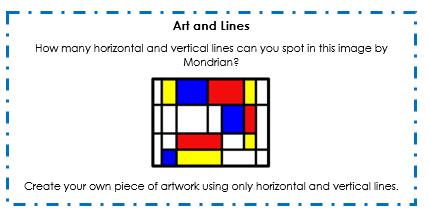 Art and Lines
How many horizontal and vertical lines can you spot in this image by
Mondrian?
Create your own piece of artwork using only horizontal and vertical lines.